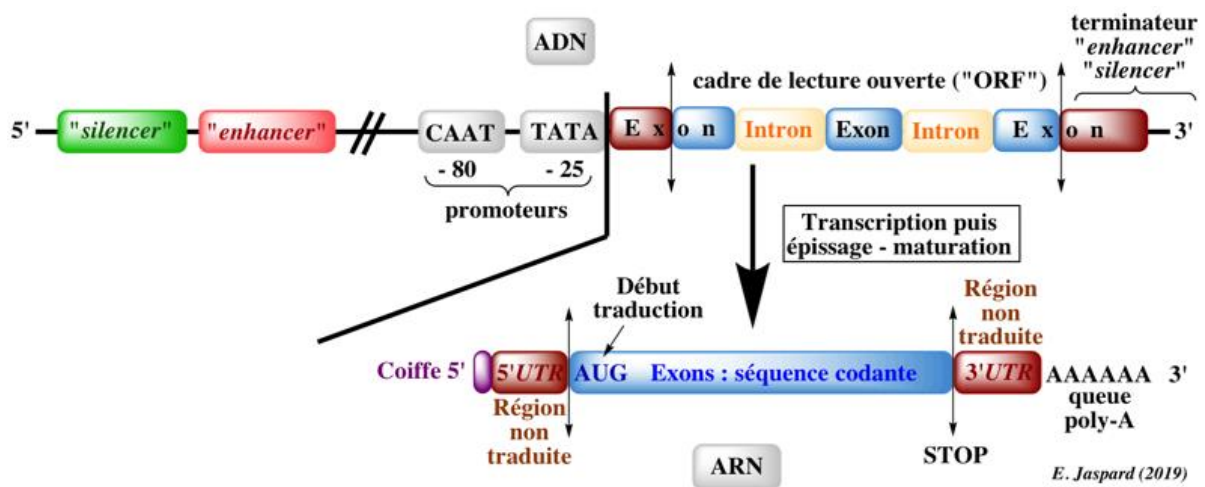 ADN
terminateur
"enhancer"
"silencer"
cadre de lecture ouverte ("ORF")
5' "silencer" "enhancer" CAAT TATA Exon Intron Exon Intron Exon 3'
- 80 - 25
promoteurs
Transcription puis
épissage - maturation
Début
traduction
Région
non
traduite
Coiffe 5' 5'UTR AUG Exons : séquence codante 3'UTR AAAAAA 3'
queue
poly-A
Région
non
traduite
STOP
ARN
E. Jaspard (2019)